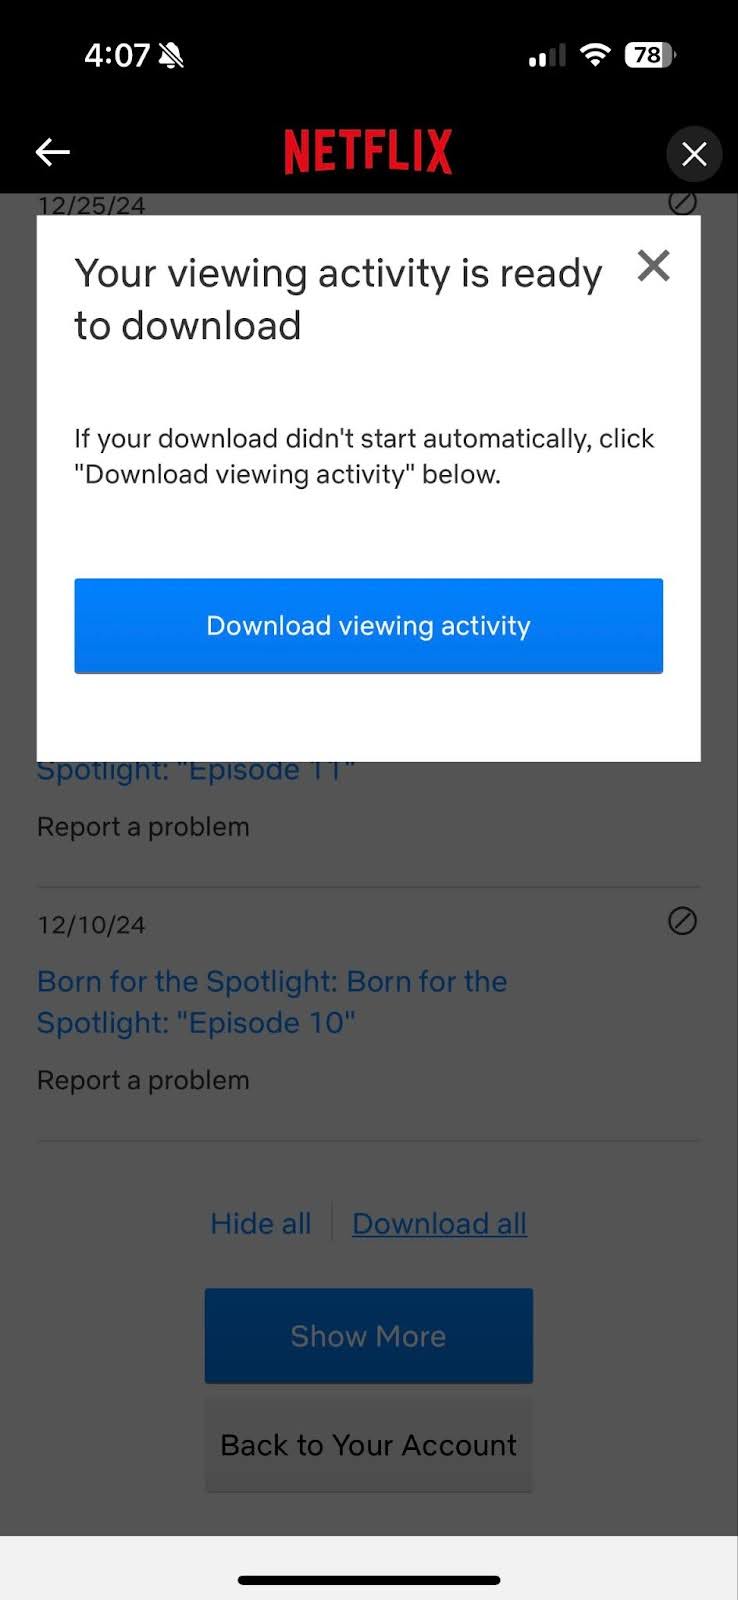 4:07
78
NETFLIX
12/25/24
Your viewing activity is ready
to download
If your download didn't start automatically, click
"Download viewing activity" below.
Download viewing activity
Spotlight: "Episode 11"
Report a problem
12/10/24
Born for the Spotlight: Born for the
Spotlight: "Episode 10"
Report a problem
Hide all
Download all
Show More
Back to Your Account